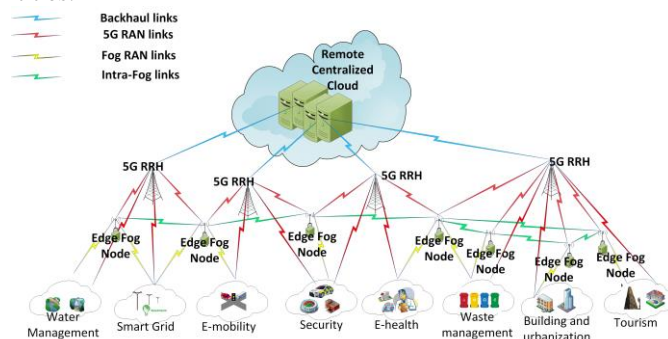 Backhaul links
5G RAN links
Fog RAN links
Intra-Fog links
Remote
Centralized
Cloud
5G RRH
5G RRH
5G RRH
5G RRH
Edge Fog
Node
Edge Fog
Node
Edge Fog
Node
Edge Fog
Node
Edge Fog
Node
Edge Fog
Node
Edge Fog
Node
Water
Management
Smart Grid
E-mobility
Security
E-health
Waste
management
Building and
urbanization
Tourism